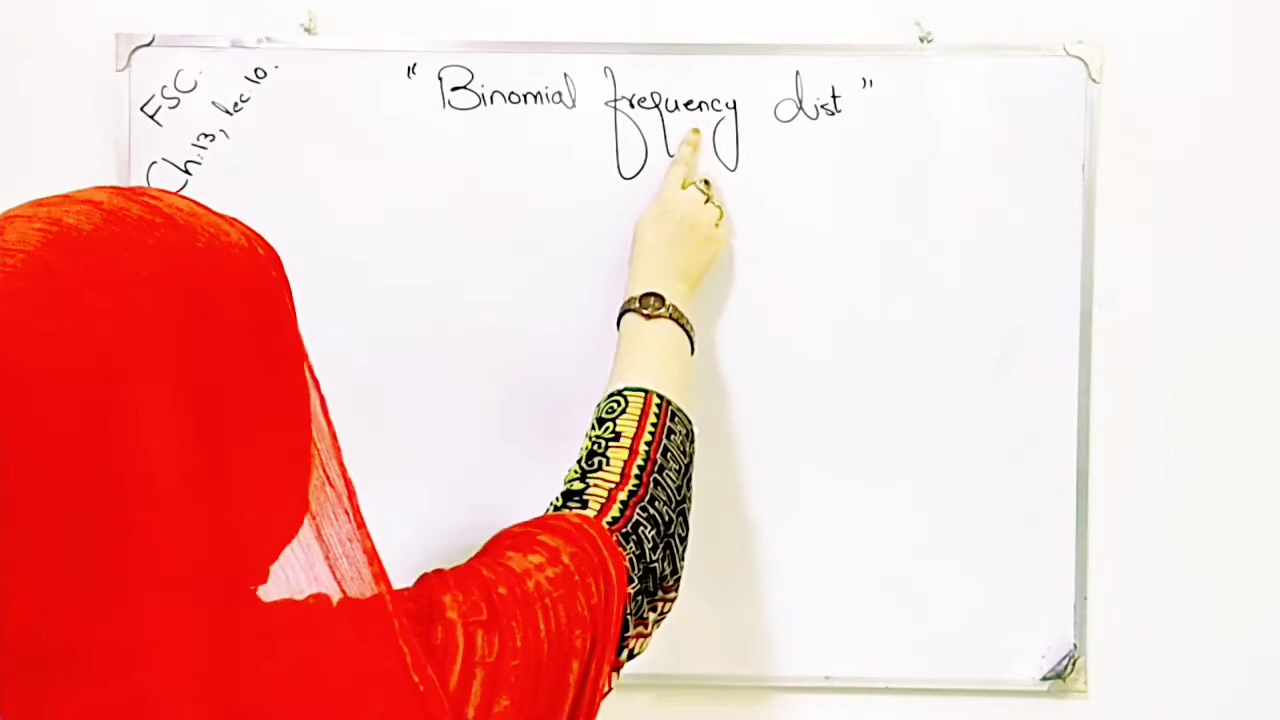 FSC.
Ch.13, Lec.10.
"Binomial frequency dist"